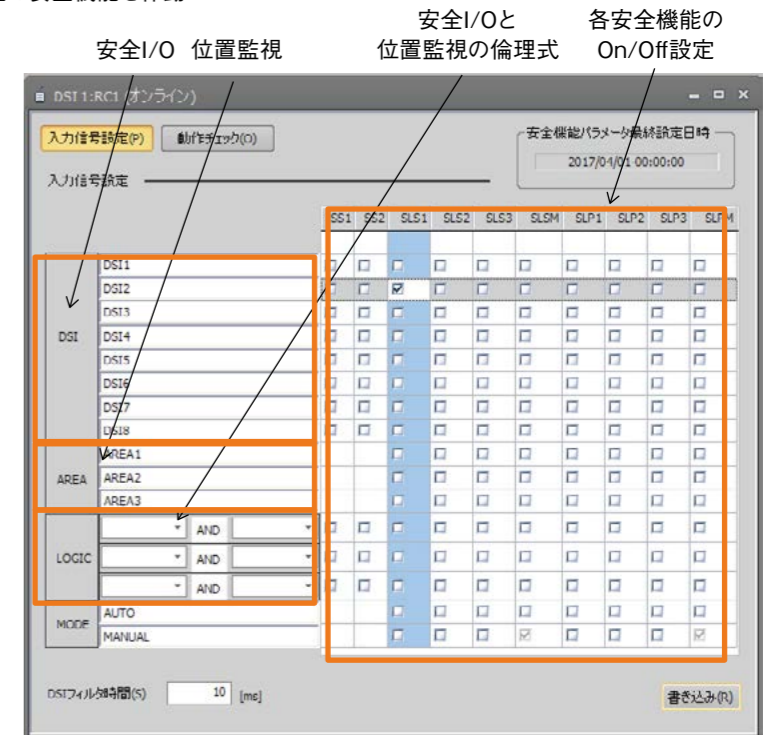 安全I/O 位置監視
安全I/Oと
位置監視の倫理式
各安全機能の
On/Off設定
DSI 1:RC1 (オンライン)
入力信号設定(P) 動作チェック(O)
安全機能パラメータ最終設定日時
2017/04/01 00:00:00
入力信号設定
SS1 SS2 SLS1 SLS2 SLS3 SLSM SLP1 SLP2 SLP3 SLPM
DSI
DSI1
DSI2
DSI3
DSI4
DSI5
DSI6
DSI7
DSI8
AREA
AREA1
AREA2
AREA3
LOGIC
AND
AND
AND
MODE
AUTO
MANUAL
DSIフィルタ時間(S) 10 [ms]
書き込み(R)